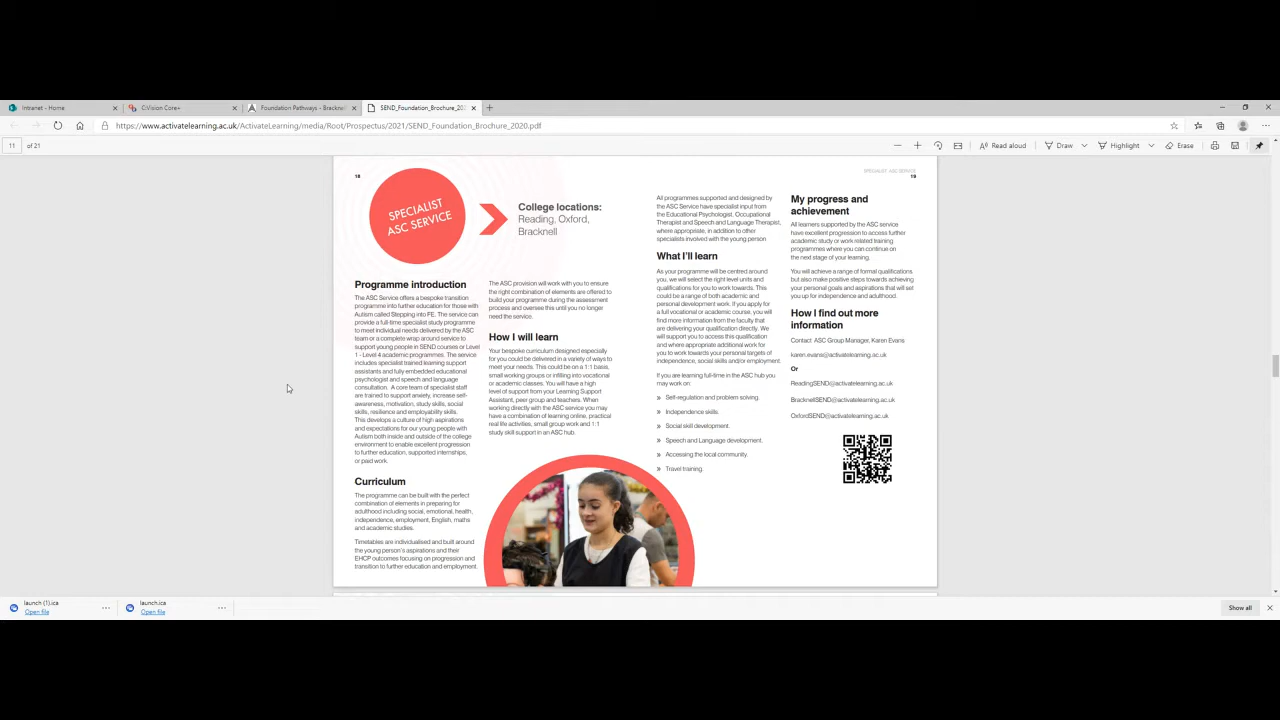 Intranet - Home
C:Vision Core+
Foundation Pathways - Brackne
SEND_Foundation_Brochure_202
https://www.activatelearning.ac.uk/ActivateLearning/media/Root/Prospectus/2021/SEND_Foundation_Brochure_2020.pdf
11 of 21
Read aloud
Draw
Highlight
Erase
18
SPECIALIST
ASC SERVICE
College locations:
Reading, Oxford,
Bracknell
Programme introduction
The ASC Service offers a bespoke transition
programme into further education for those with
Autism called Stepping into FE. The service can
provide a full-time specialist study programme
to meet individual needs delivered by the ASC
team or a complete wrap around service to
support young people in SEND courses or Level
1 - Level 4 academic programmes. The service
includes specialist trained learning support
assistants and fully embedded educational
psychologist and speech and language
consultation. A core team of specialist staff
are trained to support anxiety, increase self-
awareness, motivation, study skills, social
skills, resilience and employability skills.
This develops a culture of high aspirations
and expectations for our young people with
Autism both inside and outside of the college
environment to enable excellent progression
to further education, supported internships,
or paid work.
Curriculum
The programme can be built with the perfect
combination of elements in preparing for
adulthood including social, emotional, health,
independence, employment, English, maths
and academic studies.
Timetables are individualised and built around
the young person's aspirations and their
EHCP outcomes focusing on progression and
transition to further education and employment.
The ASC provision will work with you to ensure
the right combination of elements are offered to
build your programme during the assessment
process and oversee this until you no longer
need the service.
How I will learn
Your bespoke curriculum designed especially
for you could be delivered in a variety of ways to
meet your needs. This could be on a 1:1 basis,
small working groups or infilling into vocational
or academic classes. You will have a high
level of support from your Learning Support
Assistant, peer group and teachers. When
working directly with the ASC service you may
have a combination of learning online, practical
real life activities, small group work and 1:1
study skill support in an ASC hub.
SPECIALIST ASC SERVICE
19
All programmes supported and designed by
the ASC Service have specialist input from
the Educational Psychologist, Occupational
Therapist and Speech and Language Therapist,
where appropriate, in addition to other
specialists involved with the young person
What I'll learn
As your programme will be centred around
you, we will select the right level units and
qualifications for you to work towards. This
could be a range of both academic and
personal development work. If you apply for
a full vocational or academic course, you will
find more information from the faculty that
are delivering your qualification directly. We
will support you to access this qualification
and where appropriate additional work for
you to work towards your personal targets of
independence, social skills and/or employment.
If you are learning full-time in the ASC hub you
may work on:
» Self-regulation and problem solving.
» Independence skills.
» Social skill development.
» Speech and Language development.
» Accessing the local community.
» Travel training.
My progress and
achievement
All learners supported by the ASC service
have excellent progression to access further
academic study or work related training
programmes where you can continue on
the next stage of your learning.
You will achieve a range of formal qualifications
but also make positive steps towards achieving
your personal goals and aspirations that will set
you up for independence and adulthood.
How I find out more
information
Contact ASC Group Manager, Karen Evans
karen.evans@activatelearning.ac.uk
Or
ReadingSEND@activatelearning.ac.uk
BracknellSEND@activatelearning.ac.uk
OxfordSEND@activatelearning.ac.uk
launch (1).ica
Open file
launch.ica
Open file
Show all